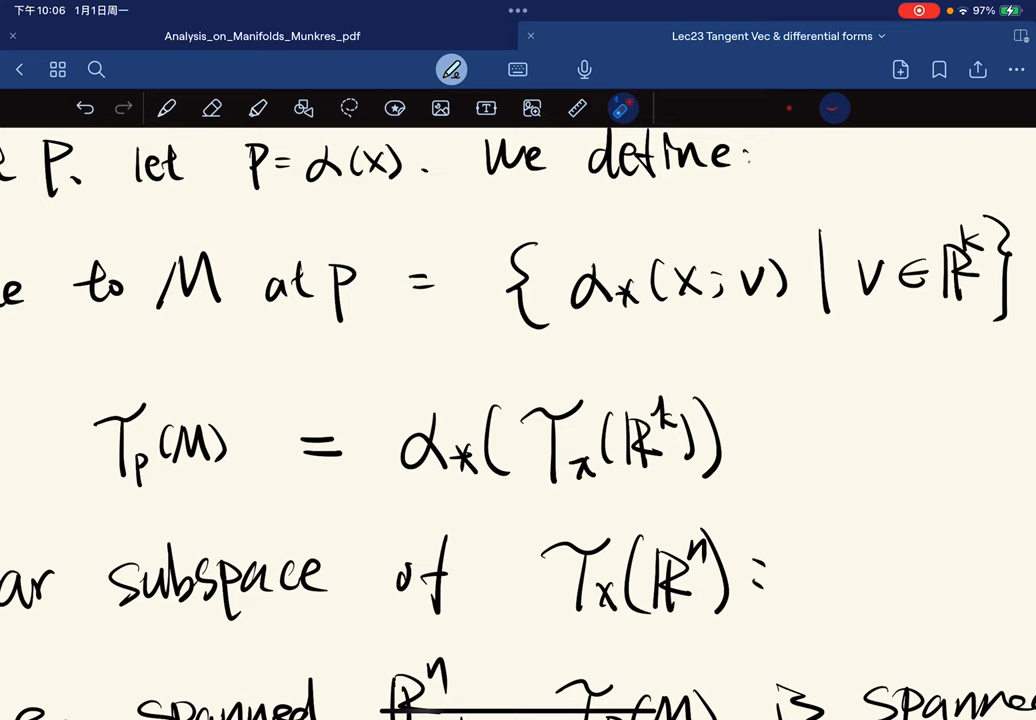 下午10:06 1月1日周一
97%
Analysis_on_Manifolds_Munkres_pdf
Lec23 Tangent Vec & differential forms
P. let P = α(x). We define:
to M at p = { α∗(x; v) | v ∈ ℝᵏ }
𝒯ₚ(M) = α∗(𝒯ₓ(ℝᵏ))
subspace of 𝒯ₓ(ℝⁿ) :
spanned ℝⁿ (M) is